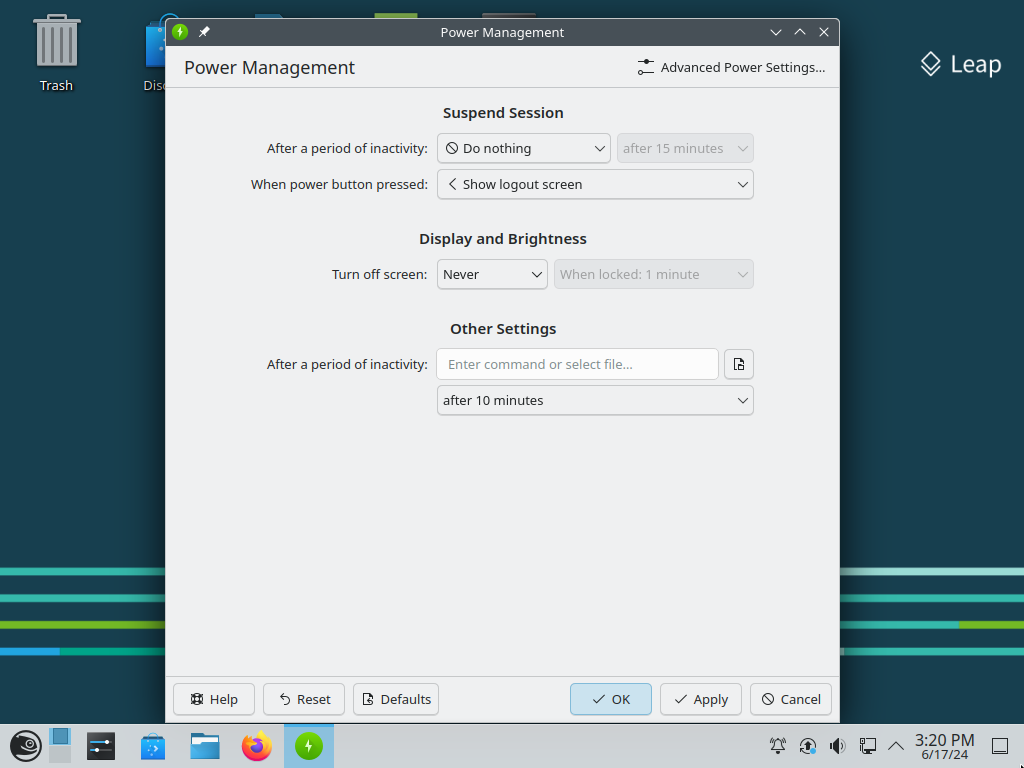 Power Management
Power Management
Advanced Power Settings...
Leap
Trash
Suspend Session
After a period of inactivity: Do nothing after 15 minutes
When power button pressed: Show logout screen
Display and Brightness
Turn off screen: Never When locked: 1 minute
Other Settings
After a period of inactivity: Enter command or select file...
after 10 minutes
Help Reset Defaults OK Apply Cancel
3:20 PM
6/17/24